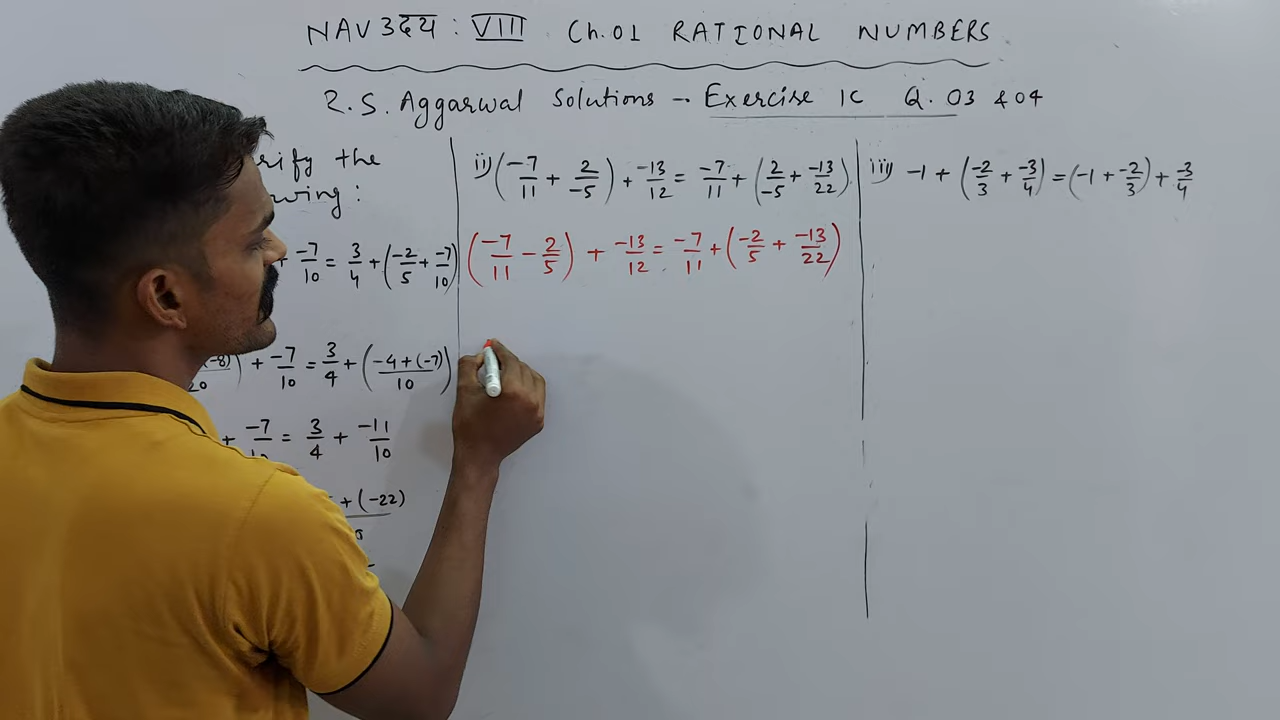 NAV उदय : VIII Ch.01 RATIONAL NUMBERS
R.S. Aggarwal Solutions - Exercise 1C Q. 03 & 04
rify the
wing :
+ -7/10 = 3/4 + (-2/5 + -7/10)
(-8)/20) + -7/10 = 3/4 + (-4+(-7)/10)
+ -7/10 = 3/4 + -11/10
+ (-22)
ii) (-7/11 + 2/-5) + -13/12 = -7/11 + (2/-5 + -13/22)
(-7/11 - 2/5) + -13/12 = -7/11 + (-2/5 + -13/22)
iii) -1 + (-2/3 + -3/4) = (-1 + -2/3) + -3/4